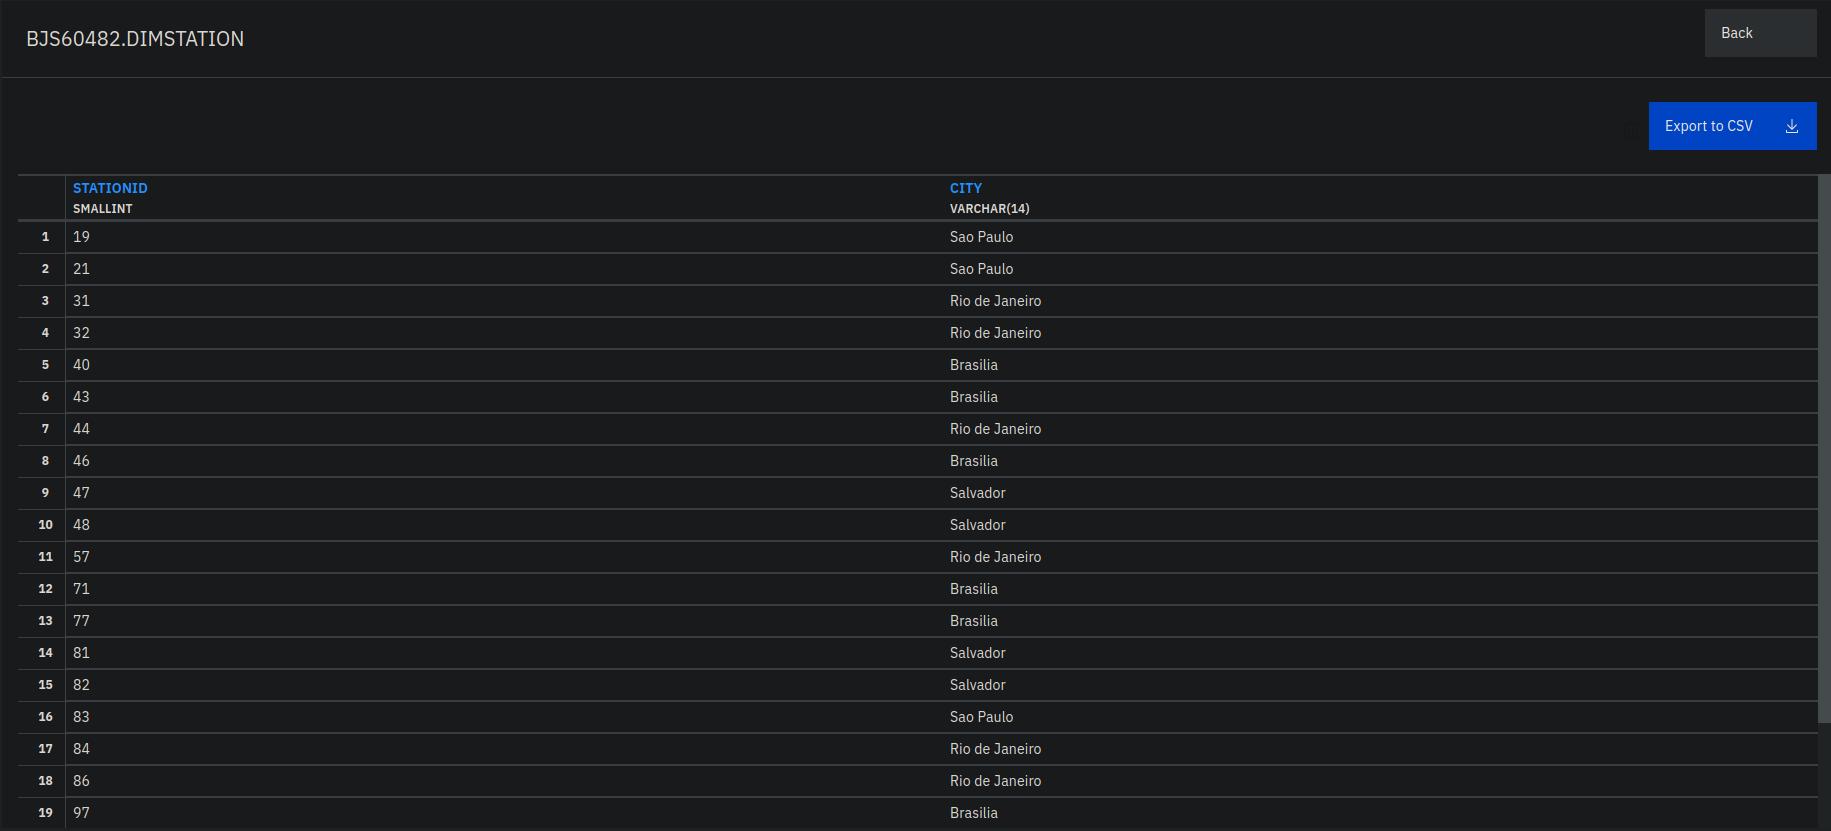 BJS60482.DIMSTATION
Back
Export to CSV
STATIONID CITY
SMALLINT VARCHAR(14)
1 19 Sao Paulo
2 21 Sao Paulo
3 31 Rio de Janeiro
4 32 Rio de Janeiro
5 40 Brasilia
6 43 Brasilia
7 44 Rio de Janeiro
8 46 Brasilia
9 47 Salvador
10 48 Salvador
11 57 Rio de Janeiro
12 71 Brasilia
13 77 Brasilia
14 81 Salvador
15 82 Salvador
16 83 Sao Paulo
17 84 Rio de Janeiro
18 86 Rio de Janeiro
19 97 Brasilia